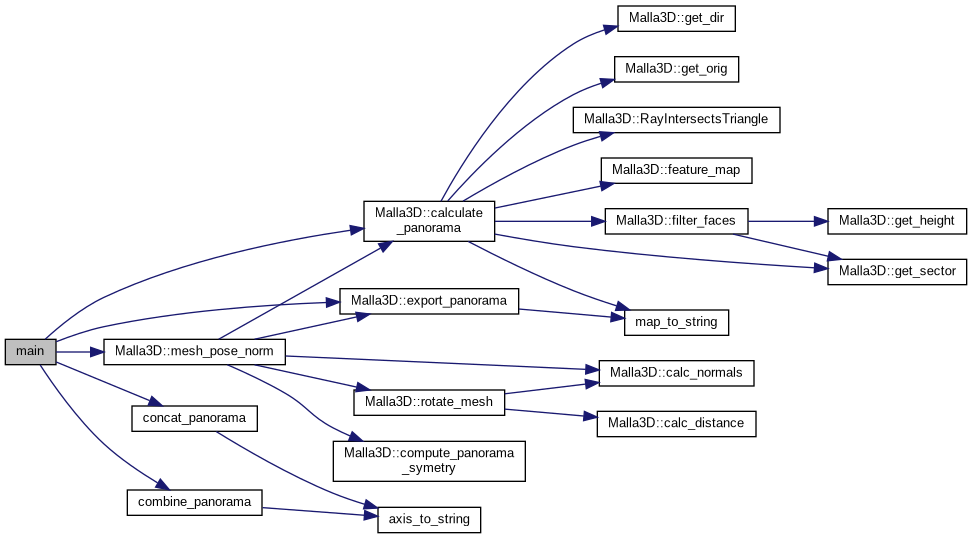 main
Malla3D::calculate
_panorama
Malla3D::get_dir
Malla3D::get_orig
Malla3D::RayIntersectsTriangle
Malla3D::feature_map
Malla3D::filter_faces
Malla3D::get_height
Malla3D::get_sector
map_to_string
Malla3D::export_panorama
Malla3D::mesh_pose_norm
Malla3D::calc_normals
Malla3D::rotate_mesh
Malla3D::calc_distance
Malla3D::compute_panorama
_symetry
concat_panorama
combine_panorama
axis_to_string